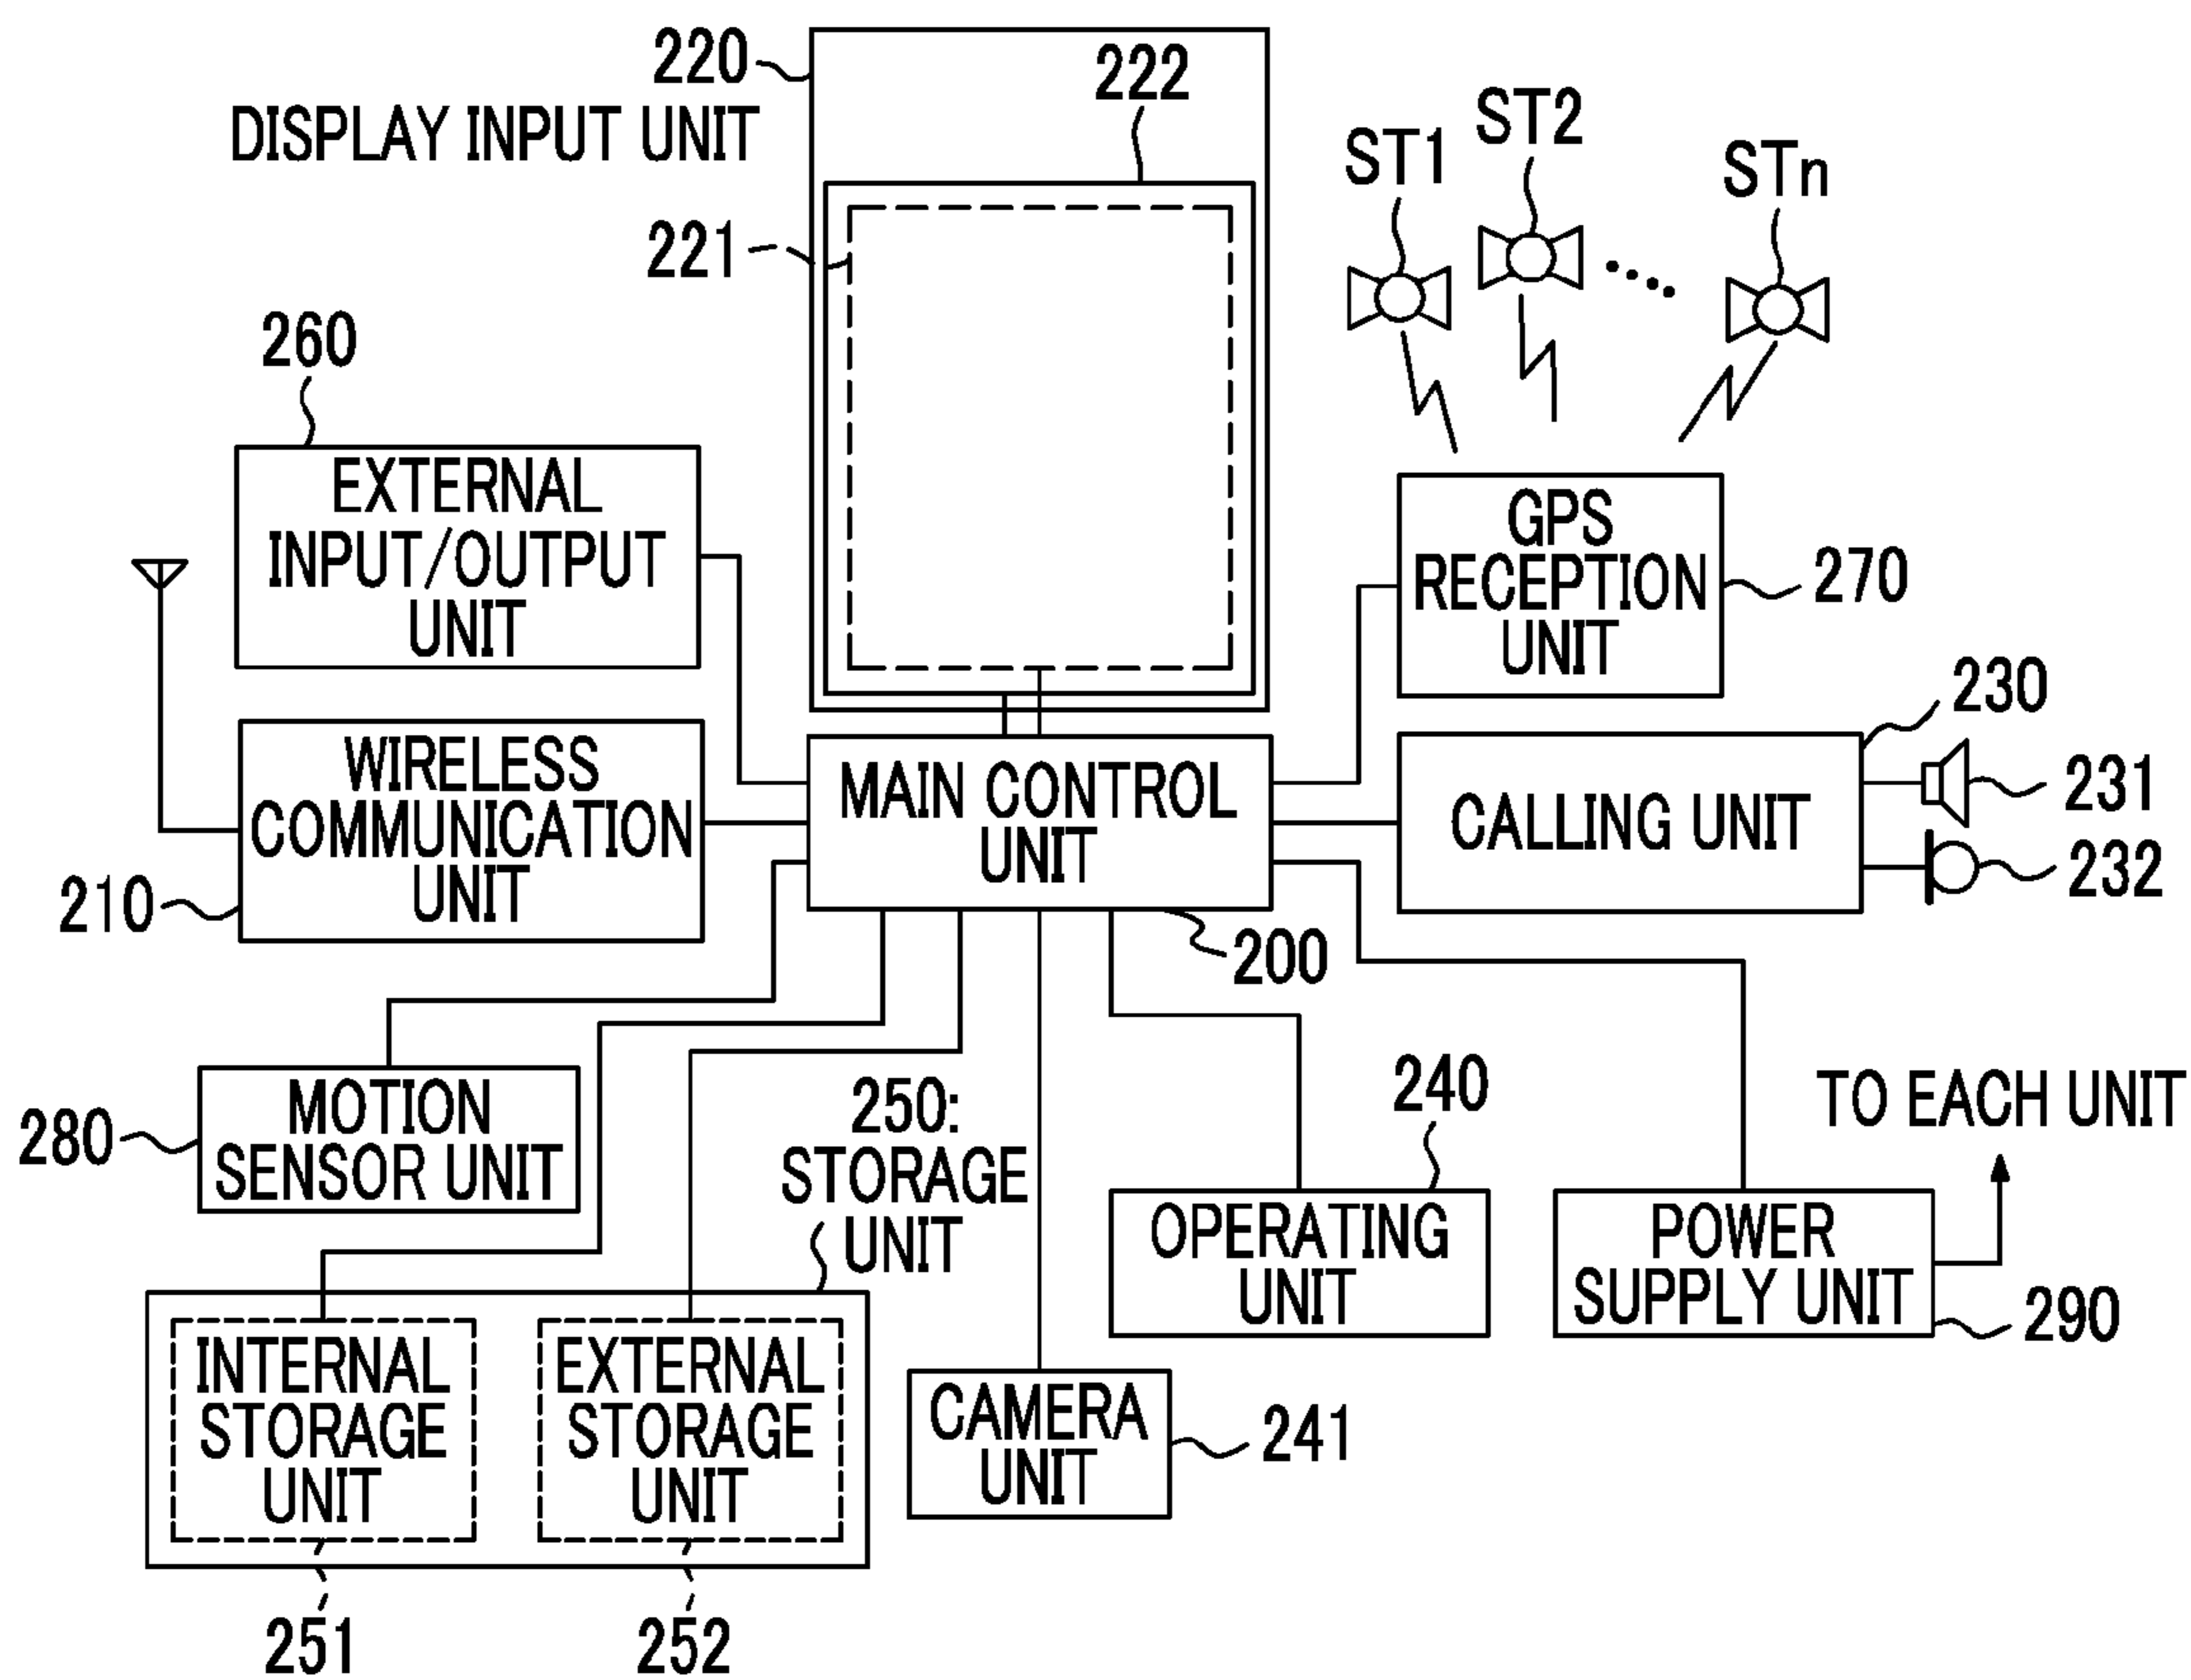 220
DISPLAY INPUT UNIT
222
221
ST1
ST2
STn
260
EXTERNAL
INPUT/OUTPUT
UNIT
GPS
RECEPTION
UNIT
270
WIRELESS
COMMUNICATION
UNIT
210
MAIN CONTROL
UNIT
200
CALLING UNIT
230
231
232
MOTION
SENSOR UNIT
280
250:
STORAGE
UNIT
240
OPERATING
UNIT
TO EACH UNIT
POWER
SUPPLY UNIT
290
INTERNAL
STORAGE
UNIT
EXTERNAL
STORAGE
UNIT
CAMERA
UNIT
241
251
252